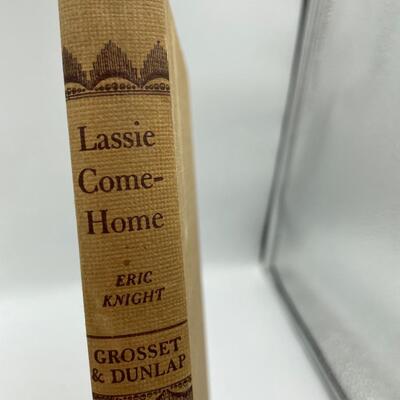 Lassie
Come-
Home
ERIC
KNIGHT
GROSSET
& DUNLAP